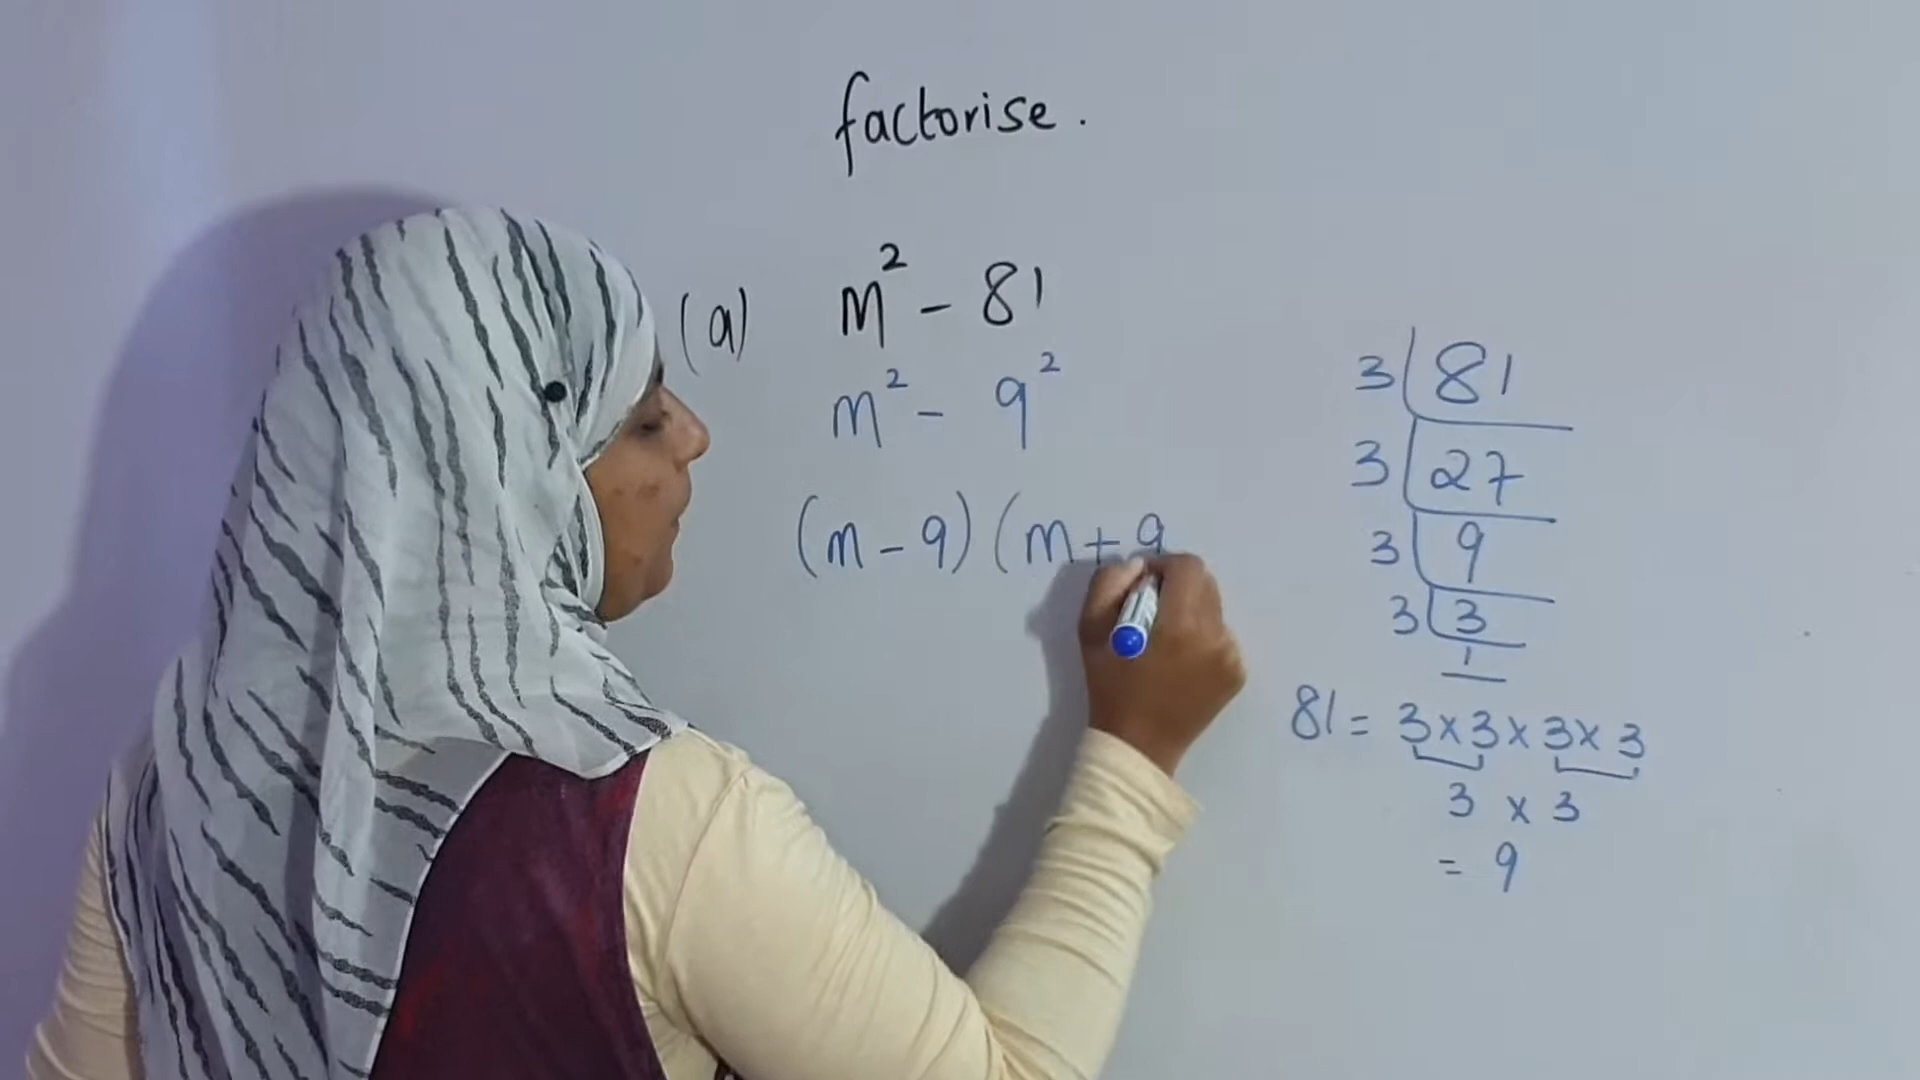 factorise.
(a) m² - 81
m² - 9²
(m - 9) (m + 9
3 81
3 27
3 9
3 3
1
81 = 3 x 3 x 3 x 3
3 x 3
= 9